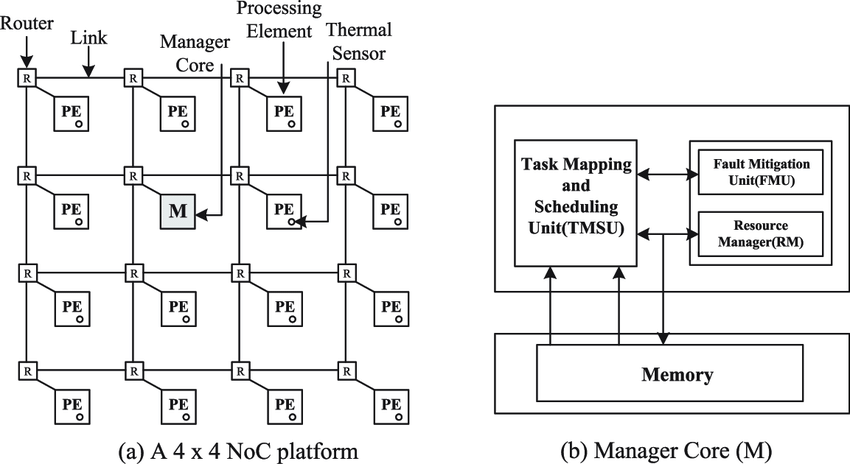 Router
Link
Manager
Core
Processing
Element
Thermal
Sensor
R R R R
PE PE PE PE
R R R R
PE M PE PE
R R R R
PE PE PE PE
R R R R
PE PE PE PE
(a) A 4 x 4 NoC platform
Task Mapping
and
Scheduling
Unit(TMSU)
Fault Mitigation
Unit(FMU)
Resource
Manager(RM)
Memory
(b) Manager Core (M)